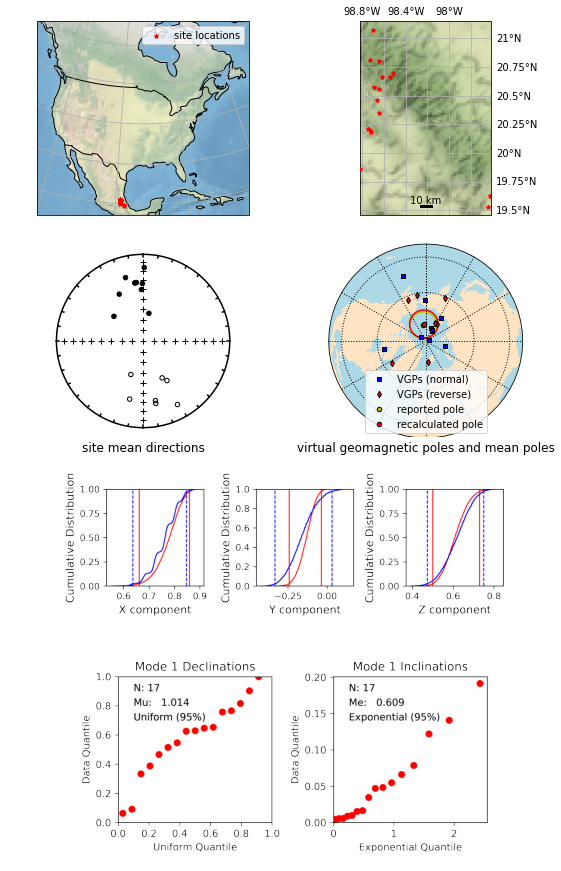 98.8°W 98.4°W 98°W
site locations
21°N
20.75°N
20.5°N
20.25°N
20°N
19.75°N
19.5°N
10 km
VGPs (normal)
VGPs (reverse)
reported pole
recalculated pole
site mean directions
virtual geomagnetic poles and mean poles
Cumulative Distribution
1.00
0.75
0.50
0.25
0.00
0.6 0.7 0.8 0.9
X component
Cumulative Distribution
1.00
0.75
0.50
0.25
0.00
−0.25 0.00
Y component
Cumulative Distribution
1.00
0.75
0.50
0.25
0.00
0.4 0.6 0.8
Z component
Mode 1 Declinations
N: 17
Mu: 1.014
Uniform (95%)
Data Quantile
1.0
0.8
0.6
0.4
0.2
0.0
0.0 0.2 0.4 0.6 0.8 1.0
Uniform Quantile
Mode 1 Inclinations
N: 17
Me: 0.609
Exponential (95%)
Data Quantile
0.20
0.15
0.10
0.05
0.00
0 1 2
Exponential Quantile